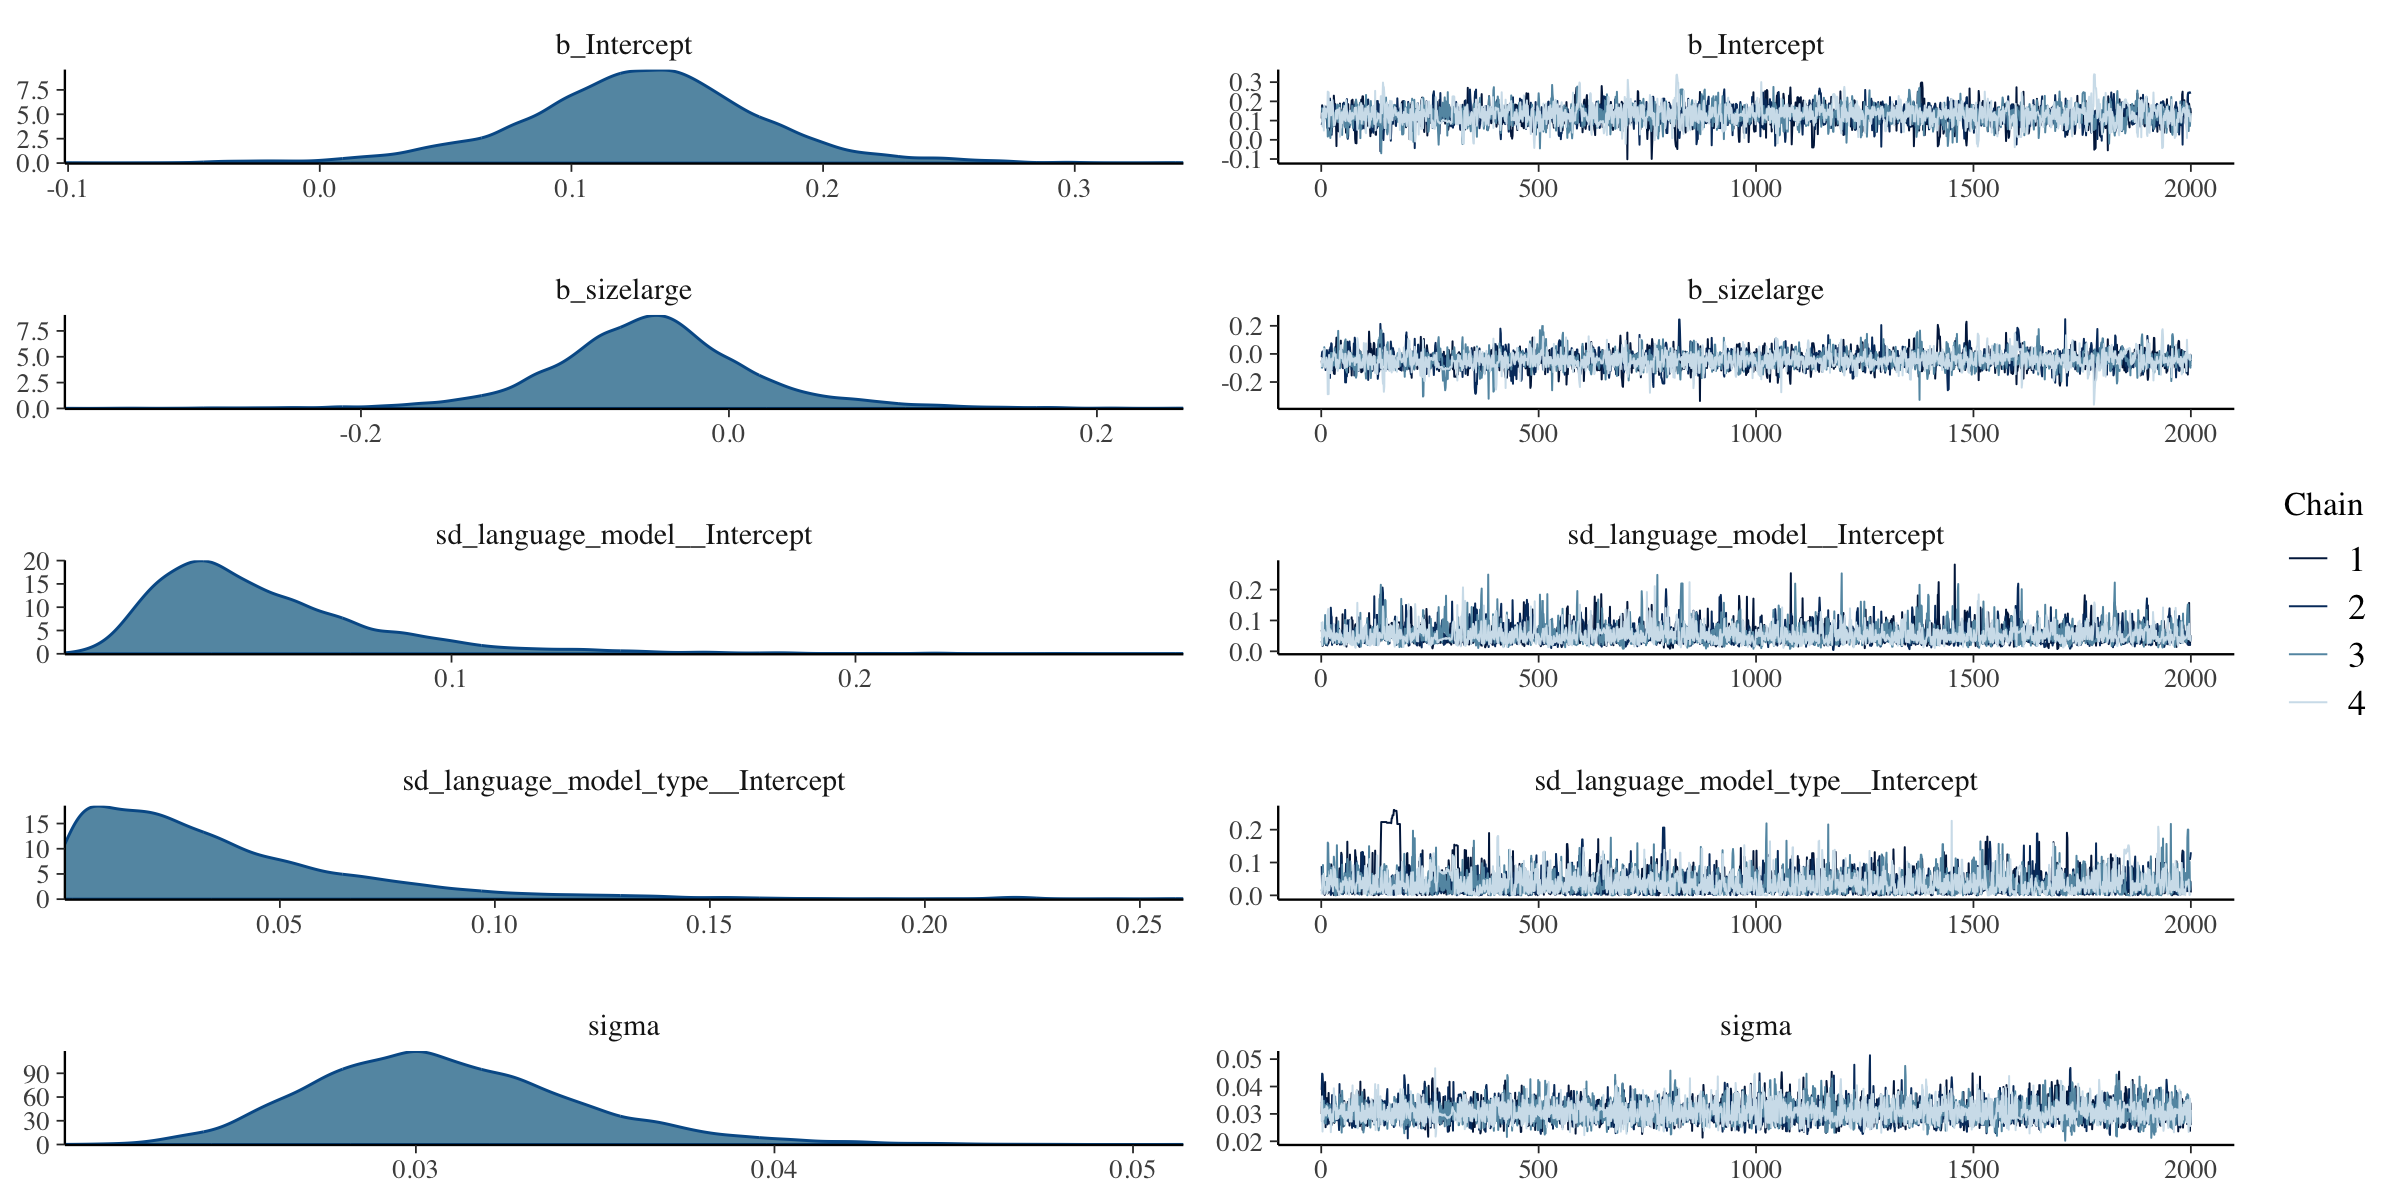 b_Intercept
7.5
5.0
2.5
0.0
-0.1 0.0 0.1 0.2 0.3
b_Intercept
0.3
0.2
0.1
0.0
-0.1
0 500 1000 1500 2000
b_sizelarge
7.5
5.0
2.5
0.0
-0.2 0.0 0.2
b_sizelarge
0.2
0.0
-0.2
0 500 1000 1500 2000
sd_language_model__Intercept
20
15
10
5
0
0.1 0.2
sd_language_model__Intercept
0.2
0.1
0.0
0 500 1000 1500 2000
sd_language_model_type__Intercept
15
10
5
0
0.05 0.10 0.15 0.20 0.25
sd_language_model_type__Intercept
0.2
0.1
0.0
0 500 1000 1500 2000
sigma
90
60
30
0
0.03 0.04 0.05
sigma
0.05
0.04
0.03
0.02
0 500 1000 1500 2000
Chain
1
2
3
4